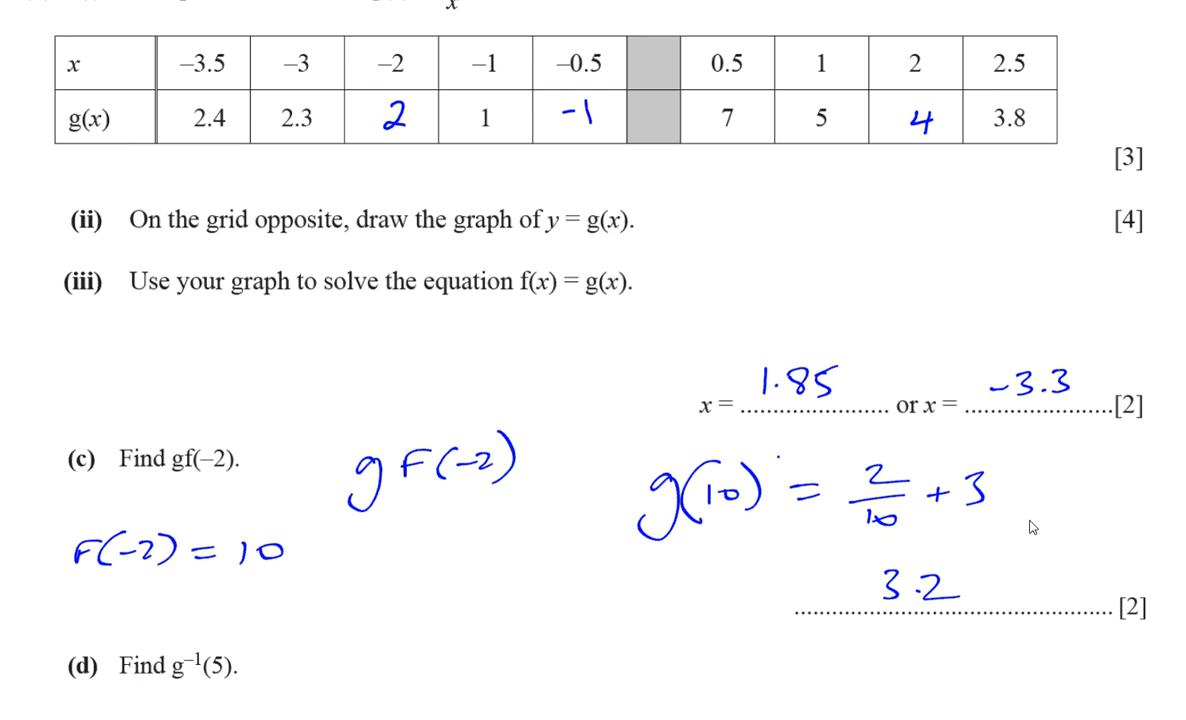 x
x −3.5 −3 −2 −1 −0.5 0.5 1 2 2.5
g(x) 2.4 2.3 2 1 -1 7 5 4 3.8
[3]
(ii) On the grid opposite, draw the graph of y = g(x). [4]
(iii) Use your graph to solve the equation f(x) = g(x).
x = 1.85 or x = -3.3 [2]
(c) Find gf(−2). gF(-2) g(10) = 2/10 + 3
F(-2) = 10
3.2 [2]
(d) Find g⁻¹(5).